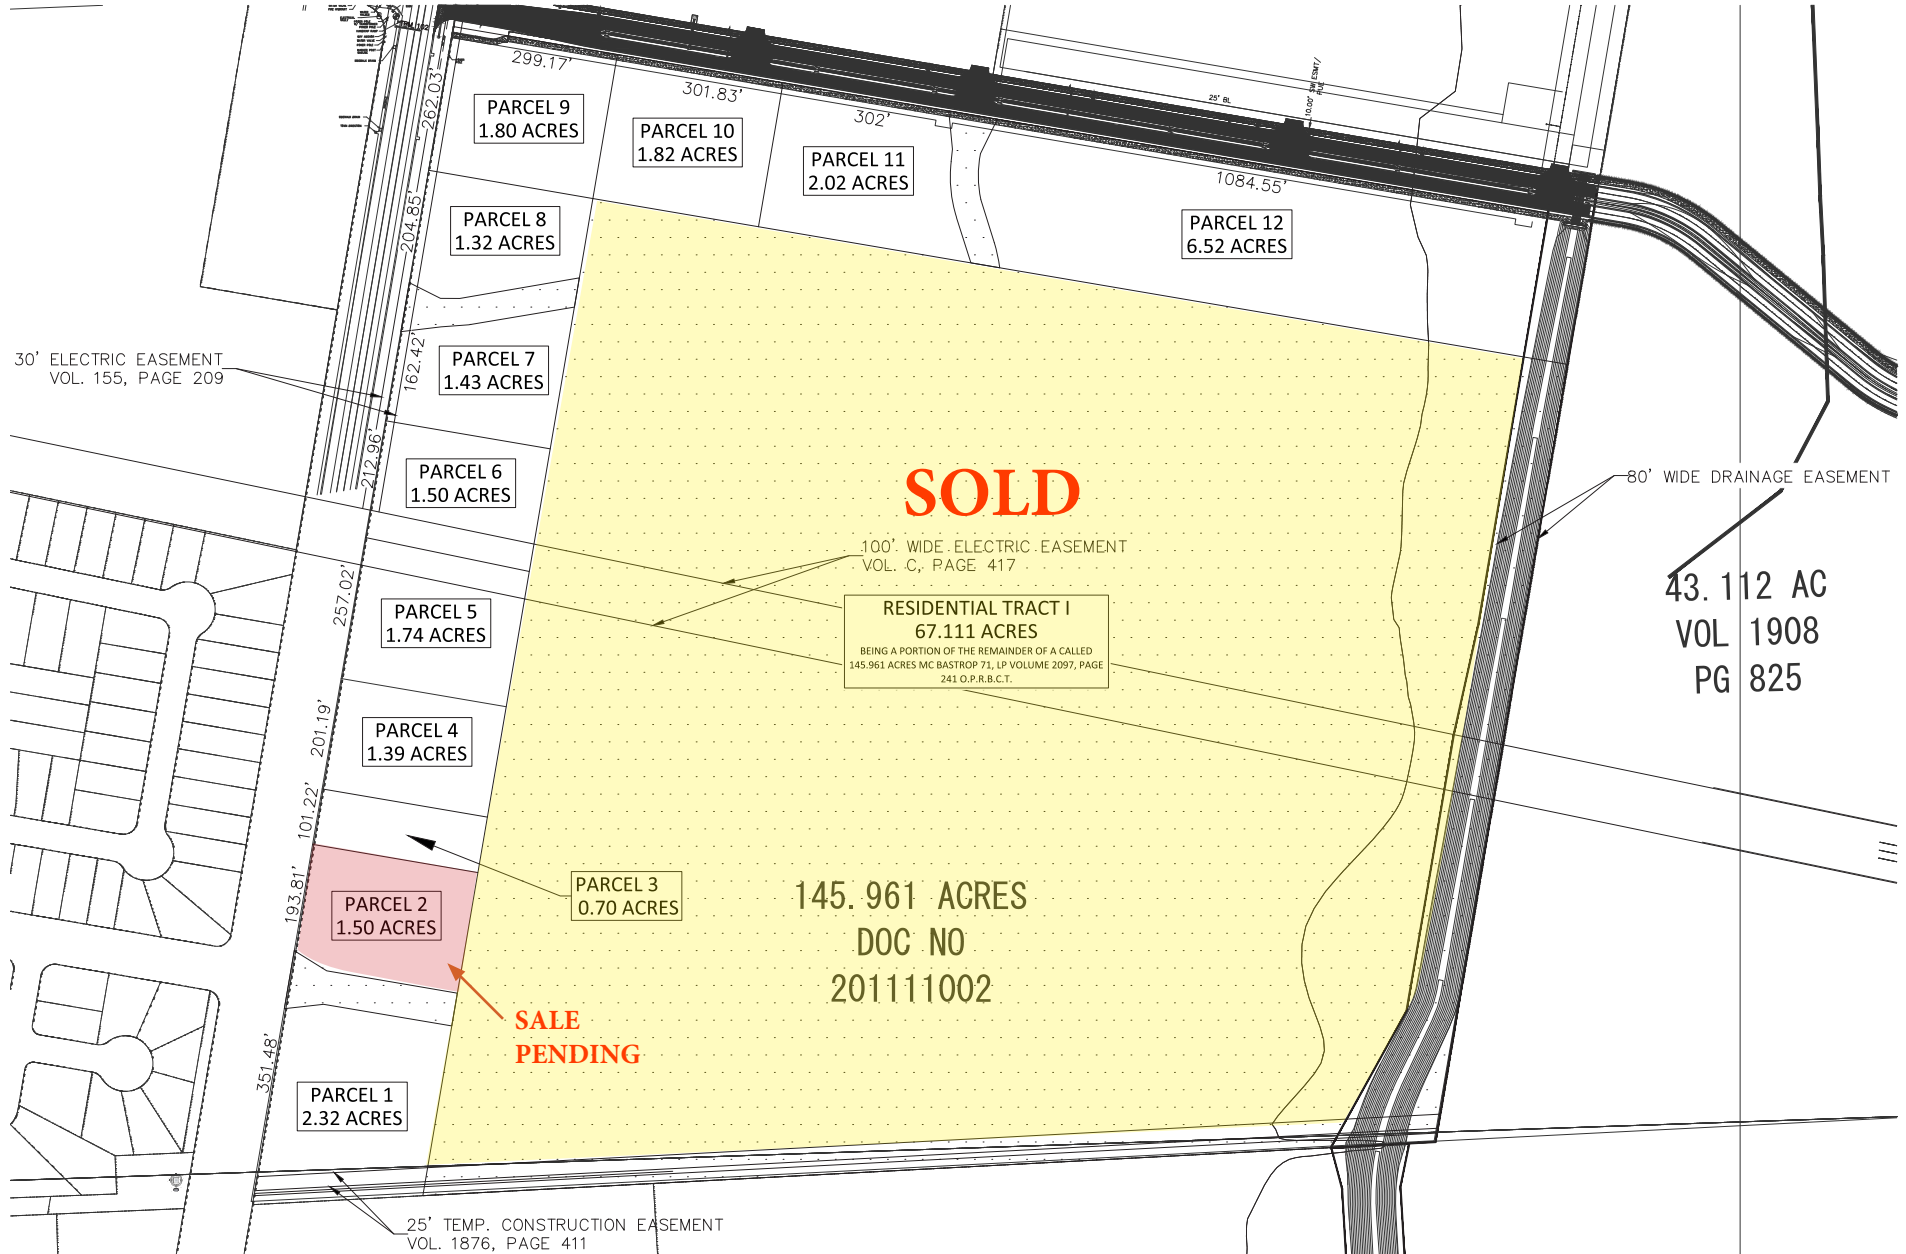 299.17'
301.83'
302'
1084.55'
25' BL
10.00' SWL ESMT/
PUE
262.03'
204.85'
162.42'
212.96'
257.02'
201.19'
101.22'
193.81'
351.48'
PARCEL 9
1.80 ACRES
PARCEL 10
1.82 ACRES
PARCEL 11
2.02 ACRES
PARCEL 12
6.52 ACRES
PARCEL 8
1.32 ACRES
30' ELECTRIC EASEMENT
VOL. 155, PAGE 209
PARCEL 7
1.43 ACRES
PARCEL 6
1.50 ACRES
SOLD
80' WIDE DRAINAGE EASEMENT
100' WIDE ELECTRIC EASEMENT
VOL. C, PAGE 417
43.112 AC
VOL 1908
PG 825
PARCEL 5
1.74 ACRES
RESIDENTIAL TRACT I
67.111 ACRES
BEING A PORTION OF THE REMAINDER OF A CALLED
145.961 ACRES MC BASTROP 71, LP VOLUME 2097, PAGE
241 O.P.R.B.C.T.
PARCEL 4
1.39 ACRES
PARCEL 3
0.70 ACRES
PARCEL 2
1.50 ACRES
145.961 ACRES
DOC NO
201111002
SALE
PENDING
PARCEL 1
2.32 ACRES
25' TEMP. CONSTRUCTION EASEMENT
VOL. 1876, PAGE 411